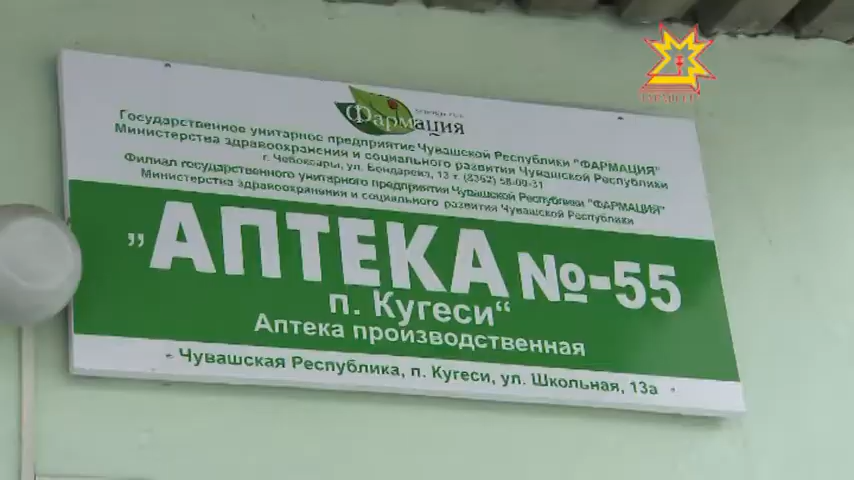 Фармация
Государственное унитарное предприятие Чувашской Республики "ФАРМАЦИЯ"
Министерства здравоохранения и социального развития Чувашской Республики
г. Чебоксары, ул. Бондарева, 13 т. (8352) 58-00-31
Филиал государственного унитарного предприятия Чувашской Республики "ФАРМАЦИЯ"
Министерства здравоохранения и социального развития Чувашской Республики
„АПТЕКА №-55
п. Кугеси“
Аптека производственная
Чувашская Республика, п. Кугеси, ул. Школьная, 13а